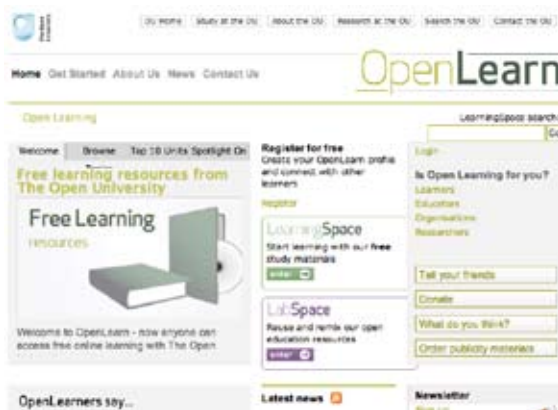 OU Home Study at the OU About the OU Research at the OU Search the OU Contact the OU
OpenLearn
Home Get Started About Us News Contact Us
Open Learning
LearningSpace search
Welcome Browse Top 10 Units Spotlight On
Free learning resources from
The Open University
Free Learning
resources
Welcome to OpenLearn - now anyone can
access free online learning with The Open
OpenLearners say...
Register for free
Create your OpenLearn profile
and connect with other
learners
Register
LearningSpace
Start learning with our free
study materials
enter
LabSpace
Reuse and remix our open
education resources
enter
Latest news
Login
Is Open Learning for you?
Learners
Educators
Organisations
Researchers
Tell your friends
Donate
What do you think?
Order publicity materials
Newsletter